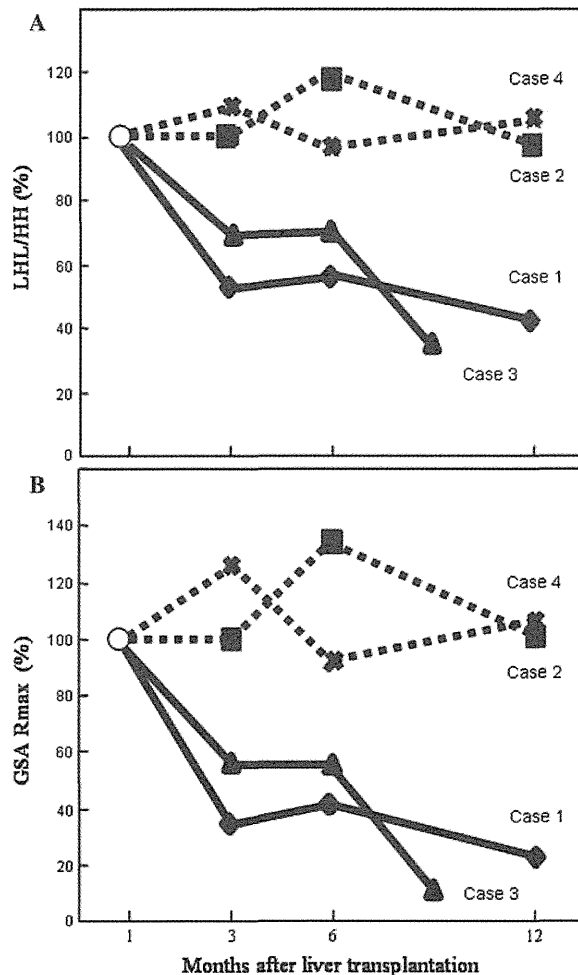 A
120
100
80
60
40
20
0
LHL/HH (%)
Case 4
Case 2
Case 1
Case 3
B
140
120
100
80
60
40
20
0
GSA Rmax (%)
Case 4
Case 2
Case 1
Case 3
1 3 6 12
Months after liver transplantation